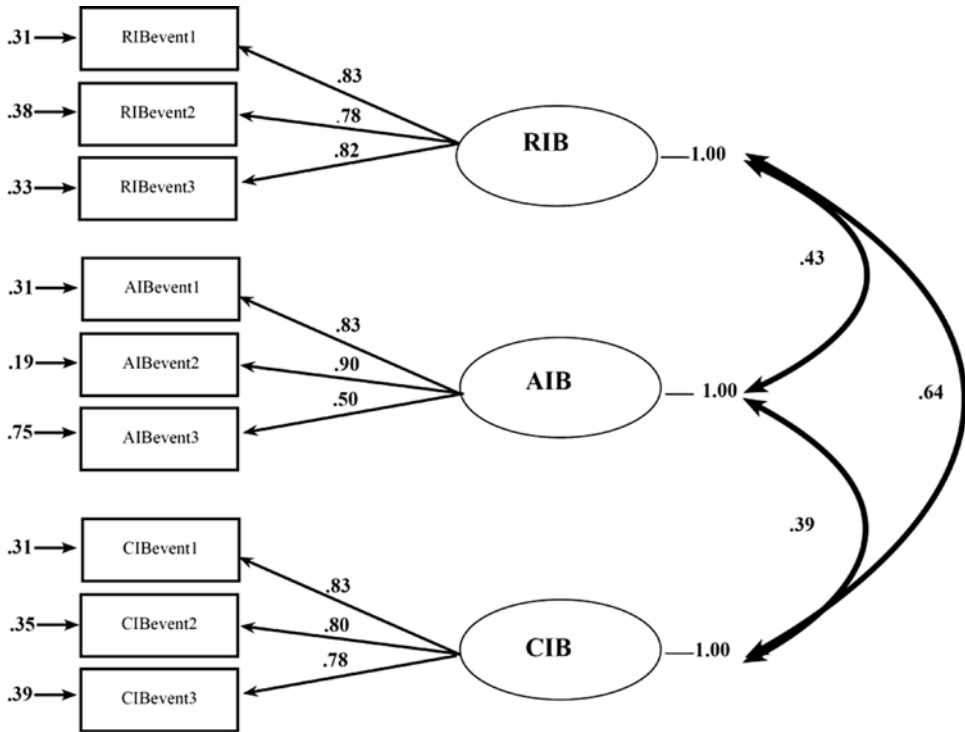 .31
RIBevent1
.83
.38
RIBevent2
.78
RIB
.82
1.00
.33
RIBevent3
.43
.31
AIBevent1
.83
.19
AIBevent2
.90
AIB
1.00
.64
.50
.75
AIBevent3
.39
.31
CIBevent1
.83
.35
CIBevent2
.80
CIB
1.00
.78
.39
CIBevent3